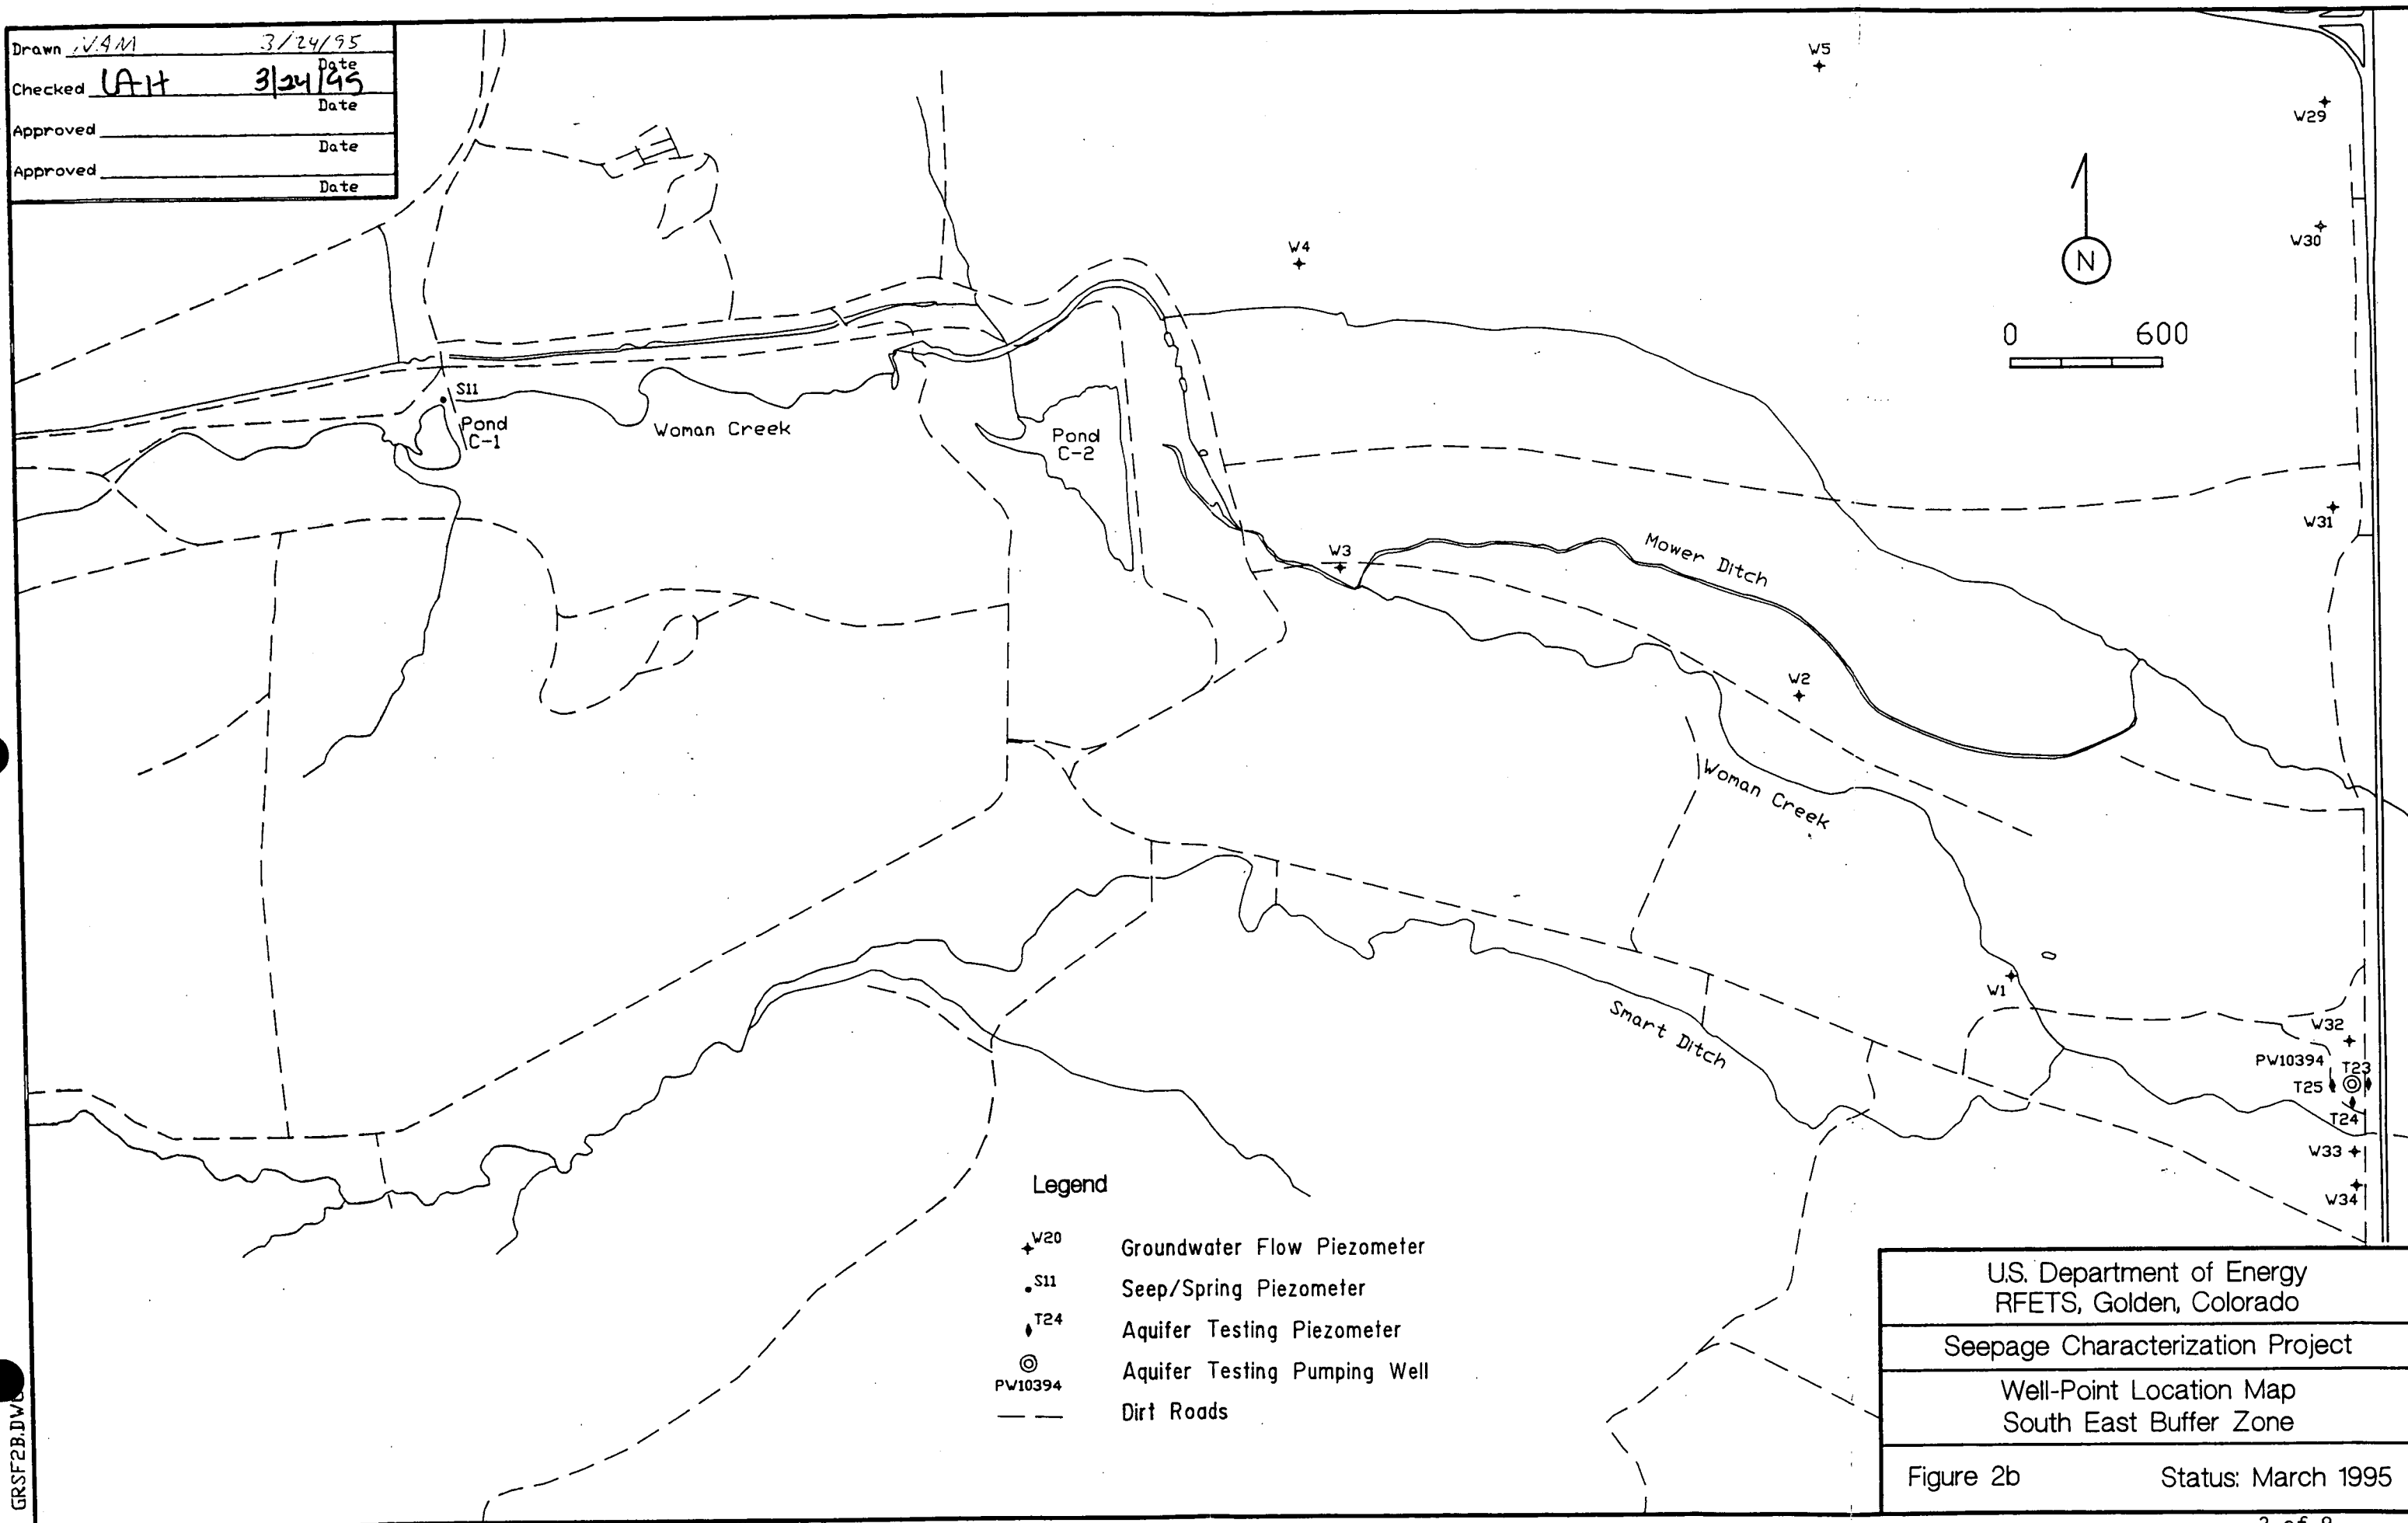 Drawn NAM 3/24/95
Date
Checked LAH 3/24/95
Date
Approved
Date
Approved
Date
W5
W29
W4
W30
N
0 600
S11
Pond
C-1
Woman Creek
Pond
C-2
W31
W3
Mower Ditch
W2
Woman Creek
W1
Smart Ditch
W32
PW10394
T23
T25
T24
W33
W34
Legend
W20 Groundwater Flow Piezometer
S11 Seep/Spring Piezometer
T24 Aquifer Testing Piezometer
PW10394 Aquifer Testing Pumping Well
Dirt Roads
U.S. Department of Energy
RFETS, Golden, Colorado
Seepage Characterization Project
Well-Point Location Map
South East Buffer Zone
Figure 2b Status: March 1995